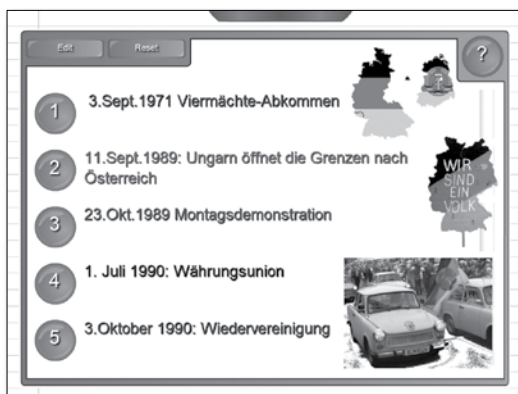 Edit Reset ?
1 3.Sept.1971 Viermächte-Abkommen
?
2 11.Sept.1989: Ungarn öffnet die Grenzen nach
Österreich
WIR
SIND
EIN
VOLK
3 23.Okt.1989 Montagsdemonstration
4 1. Juli 1990: Währungsunion
5 3.Oktober 1990: Wiedervereinigung